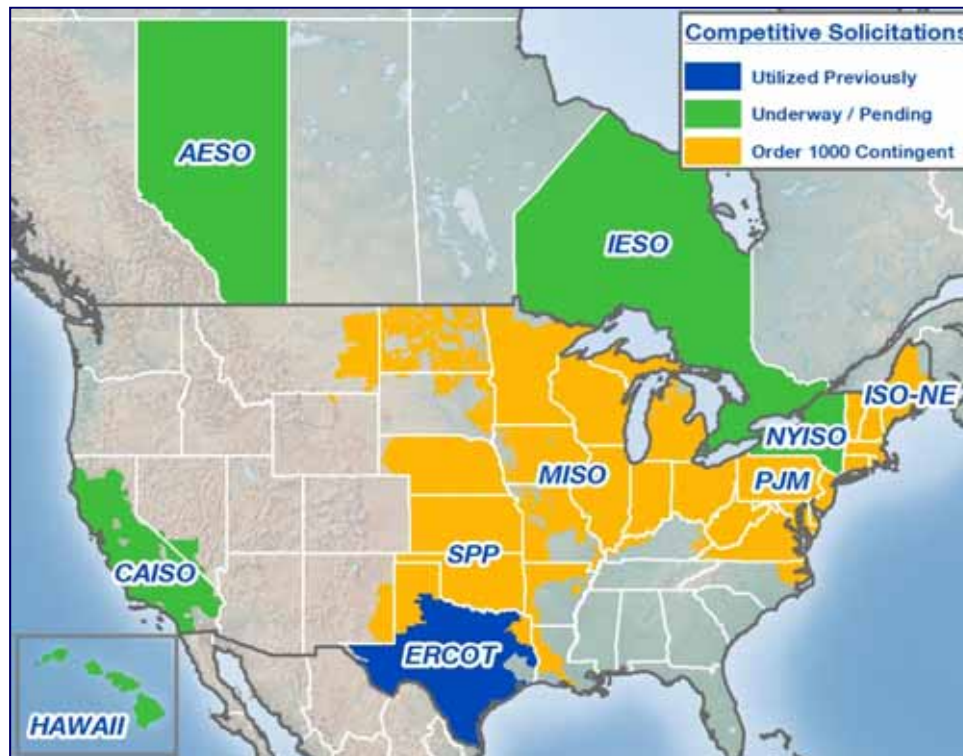 Competitive Solicitations
Utilized Previously
Underway / Pending
Order 1000 Contingent
AESO
IESO
ISO-NE
NYISO
MISO
PJM
SPP
CAISO
ERCOT
HAWAII